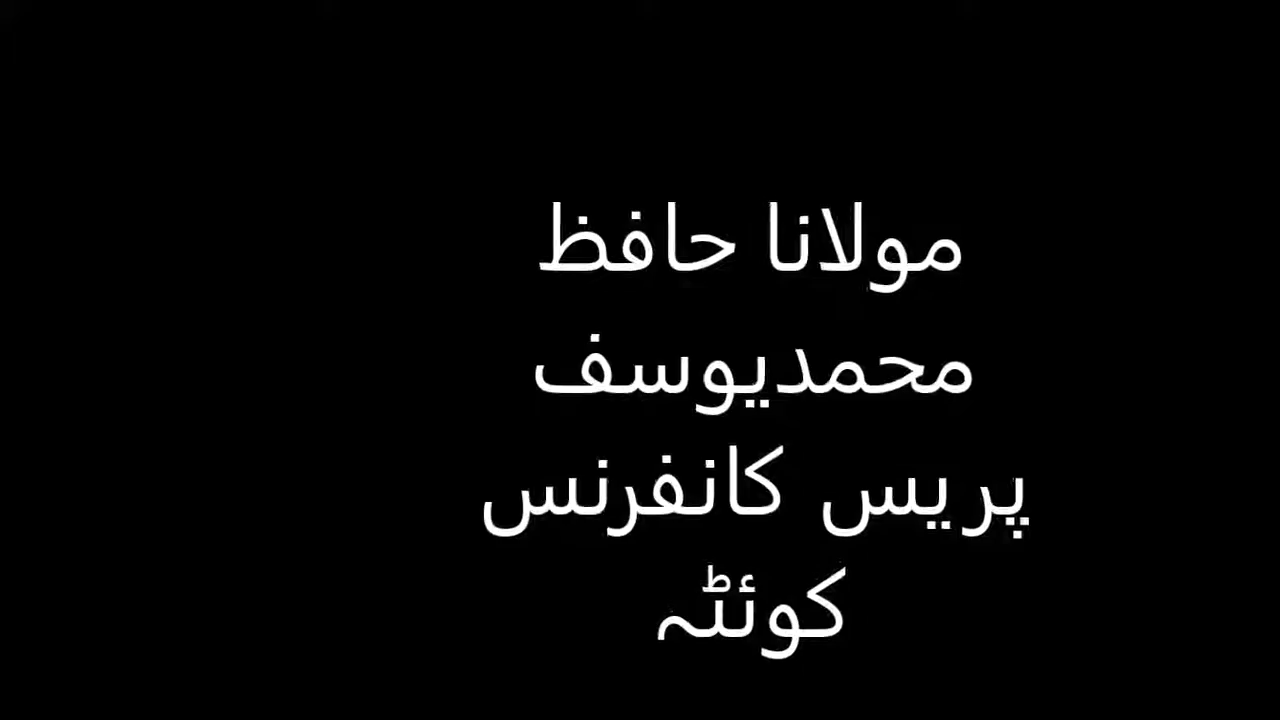 مولانا حافظ
محمدیوسف
پریس کانفرنس
کوئٹہ